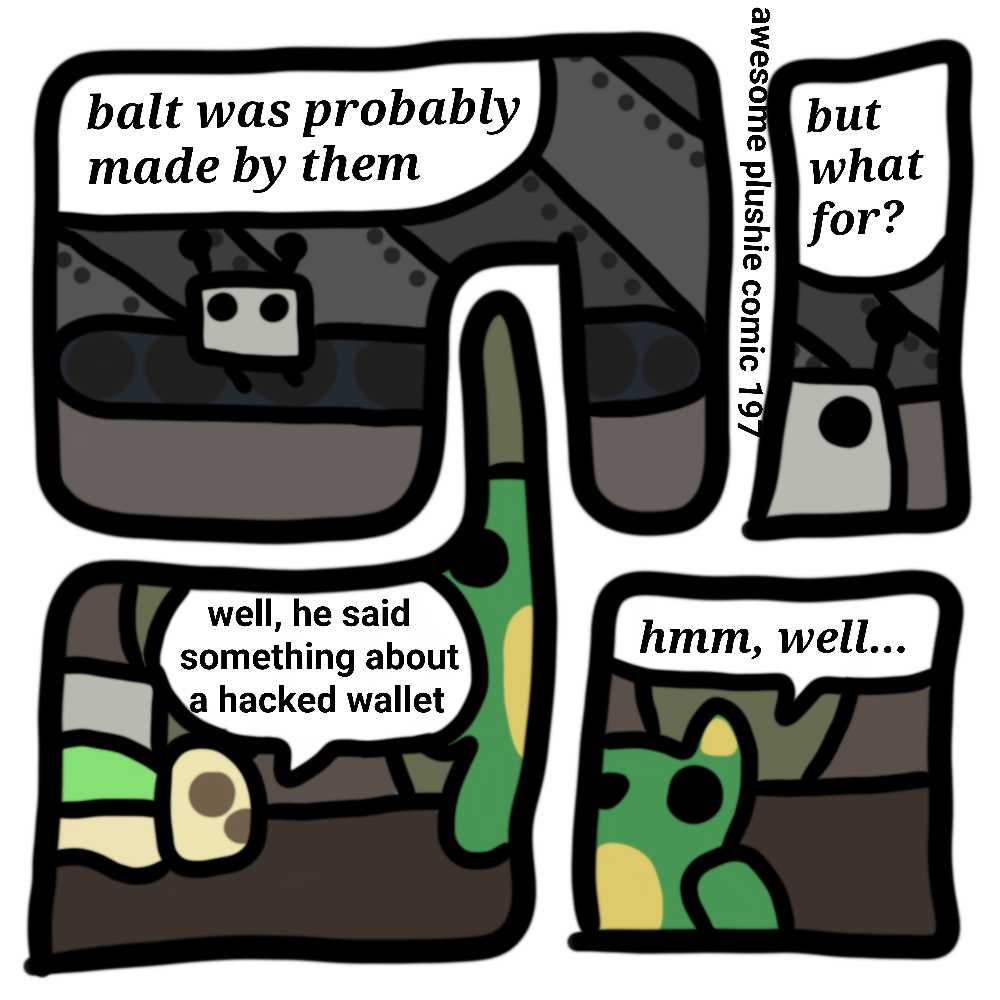 balt was probably
made by them
awesome plushie comic 197
but
what
for?
well, he said
something about
a hacked wallet
hmm, well...